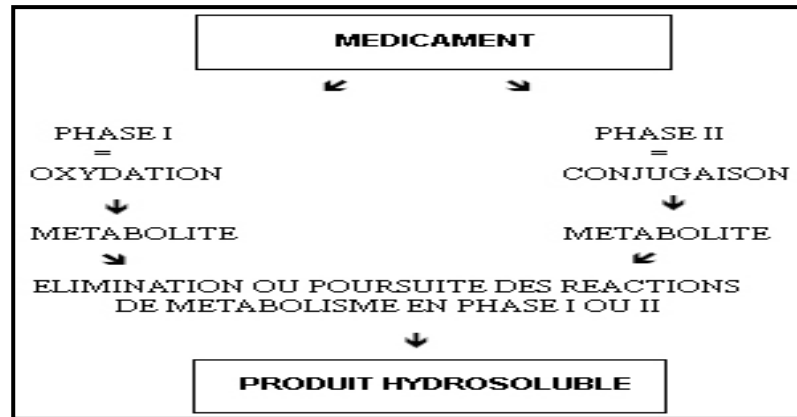 MEDICAMENT
PHASE I
=
OXYDATION
METABOLITE
PHASE II
=
CONJUGAISON
METABOLITE
ELIMINATION OU POURSUITE DES REACTIONS
DE METABOLISME EN PHASE I OU II
PRODUIT HYDROSOLUBLE